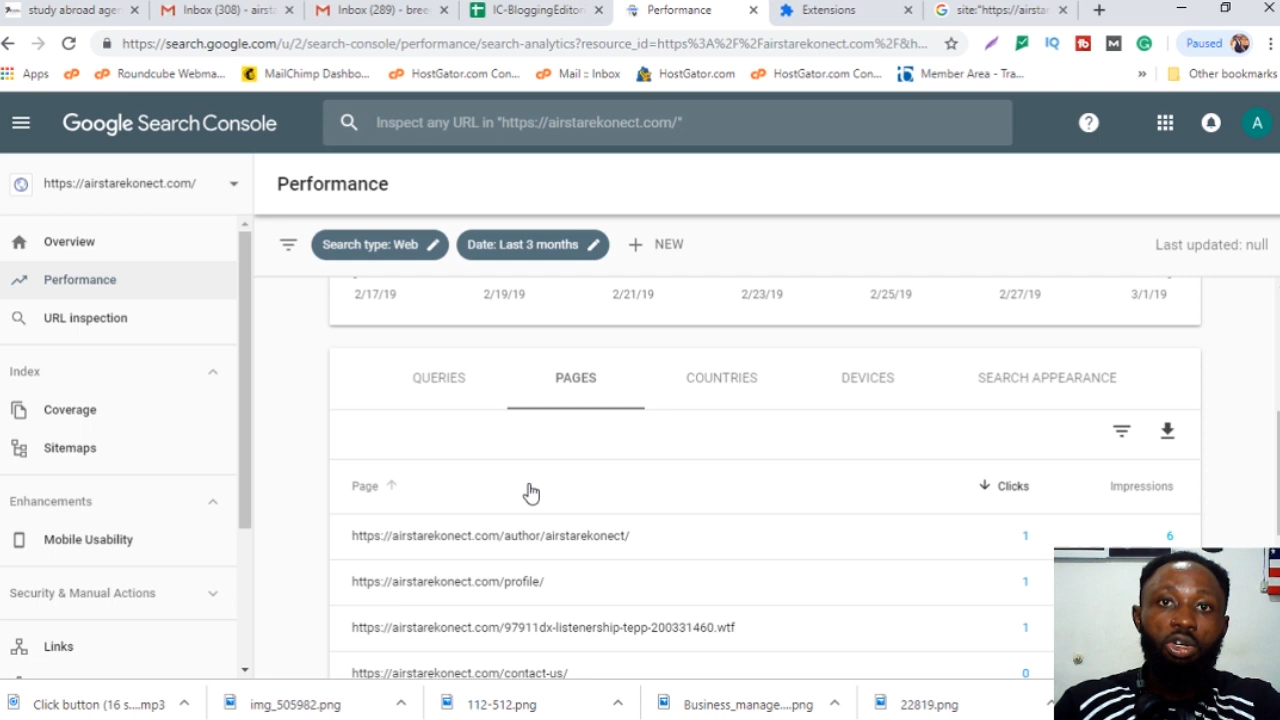 study abroad age
Inbox (308) - airsta
Inbox (289) - bree
IC-BloggingEditor
Performance
Extensions
site:"https://airsta
https://search.google.com/u/2/search-console/performance/search-analytics?resource_id=https%3A%2F%2Fairstarekonect.com%2F&h...
Paused
Apps
Roundcube Webma...
MailChimp Dashbo...
HostGator.com Con...
Mail :: Inbox
HostGator.com
HostGator.com Con...
Member Area - Tra...
»
Other bookmarks
Google Search Console
Inspect any URL in "https://airstarekonect.com/"
A
https://airstarekonect.com/
Performance
Overview
Search type: Web
Date: Last 3 months
NEW
Last updated: null
Performance
2/17/19 2/19/19 2/21/19 2/23/19 2/25/19 2/27/19 3/1/19
URL inspection
Index
QUERIES PAGES COUNTRIES DEVICES SEARCH APPEARANCE
Coverage
Sitemaps
Page Clicks Impressions
Enhancements
https://airstarekonect.com/author/airstarekonect/ 1 6
Mobile Usability
https://airstarekonect.com/profile/ 1
Security & Manual Actions
https://airstarekonect.com/97911dx-listenership-tepp-200331460.wtf 1
Links
https://airstarekonect.com/contact-us/ 0
Click button (16 s....mp3
img_505982.png
112-512.png
Business_manage....png
22819.png